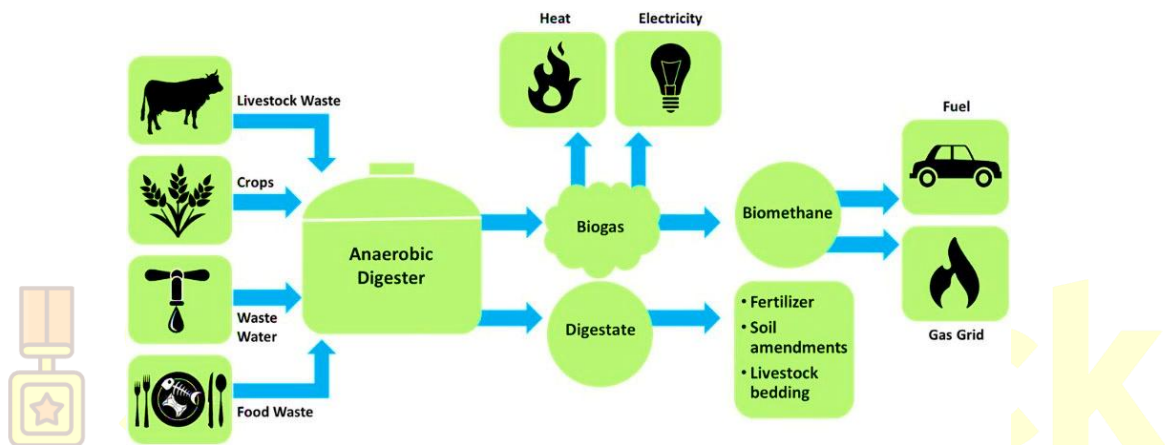 Heat
Electricity
Livestock Waste
Crops
Waste
Water
Food Waste
Anaerobic
Digester
Biogas
Digestate
Biomethane
• Fertilizer
• Soil
amendments
• Livestock
bedding
Fuel
Gas Grid
ck